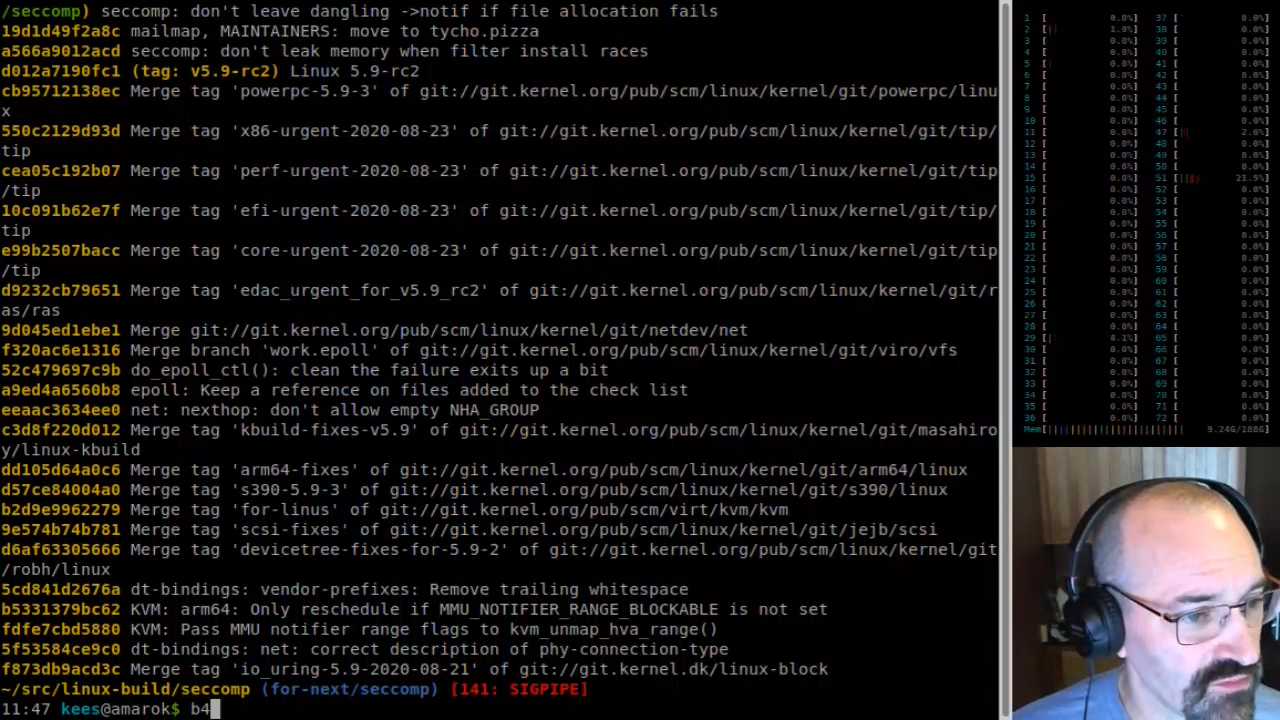 /seccomp) seccomp: don't leave dangling ->notif if file allocation fails
19d1d49f2a8c mailmap, MAINTAINERS: move to tycho.pizza
a566a9012acd seccomp: don't leak memory when filter install races
d012a7190fc1 (tag: v5.9-rc2) Linux 5.9-rc2
cb95712138ec Merge tag 'powerpc-5.9-3' of git://git.kernel.org/pub/scm/linux/kernel/git/powerpc/linu
x
550c2129d93d Merge tag 'x86-urgent-2020-08-23' of git://git.kernel.org/pub/scm/linux/kernel/git/tip/
tip
cea05c192b07 Merge tag 'perf-urgent-2020-08-23' of git://git.kernel.org/pub/scm/linux/kernel/git/tip
/tip
10c091b62e7f Merge tag 'efi-urgent-2020-08-23' of git://git.kernel.org/pub/scm/linux/kernel/git/tip/
tip
e99b2507bacc Merge tag 'core-urgent-2020-08-23' of git://git.kernel.org/pub/scm/linux/kernel/git/tip
/tip
d9232cb79651 Merge tag 'edac_urgent_for_v5.9_rc2' of git://git.kernel.org/pub/scm/linux/kernel/git/r
as/ras
9d045ed1ebe1 Merge git://git.kernel.org/pub/scm/linux/kernel/git/netdev/net
f320ac6e1316 Merge branch 'work.epoll' of git://git.kernel.org/pub/scm/linux/kernel/git/viro/vfs
52c479697c9b do_epoll_ctl(): clean the failure exits up a bit
a9ed4a6560b8 epoll: Keep a reference on files added to the check list
eeaac3634ee0 net: nexthop: don't allow empty NHA_GROUP
c3d8f220d012 Merge tag 'kbuild-fixes-v5.9' of git://git.kernel.org/pub/scm/linux/kernel/git/masahiro
y/linux-kbuild
dd105d64a0c6 Merge tag 'arm64-fixes' of git://git.kernel.org/pub/scm/linux/kernel/git/arm64/linux
d57ce84004a0 Merge tag 's390-5.9-3' of git://git.kernel.org/pub/scm/linux/kernel/git/s390/linux
b2d9e9962279 Merge tag 'for-linus' of git://git.kernel.org/pub/scm/virt/kvm/kvm
9e574b74b781 Merge tag 'scsi-fixes' of git://git.kernel.org/pub/scm/linux/kernel/git/jejb/scsi
d6af63305666 Merge tag 'devicetree-fixes-for-5.9-2' of git://git.kernel.org/pub/scm/linux/kernel/git
/robh/linux
5cd841d2676a dt-bindings: vendor-prefixes: Remove trailing whitespace
b5331379bc62 KVM: arm64: Only reschedule if MMU_NOTIFIER_RANGE_BLOCKABLE is not set
fdfe7cbd5880 KVM: Pass MMU notifier range flags to kvm_unmap_hva_range()
5f53584ce9c0 dt-bindings: net: correct description of phy-connection-type
f873db9acd3c Merge tag 'io_uring-5.9-2020-08-21' of git://git.kernel.dk/linux-block
~/src/linux-build/seccomp (for-next/seccomp) [141: SIGPIPE]
11:47 kees@amarok$ b4
Mem[ 9.24G/188G]